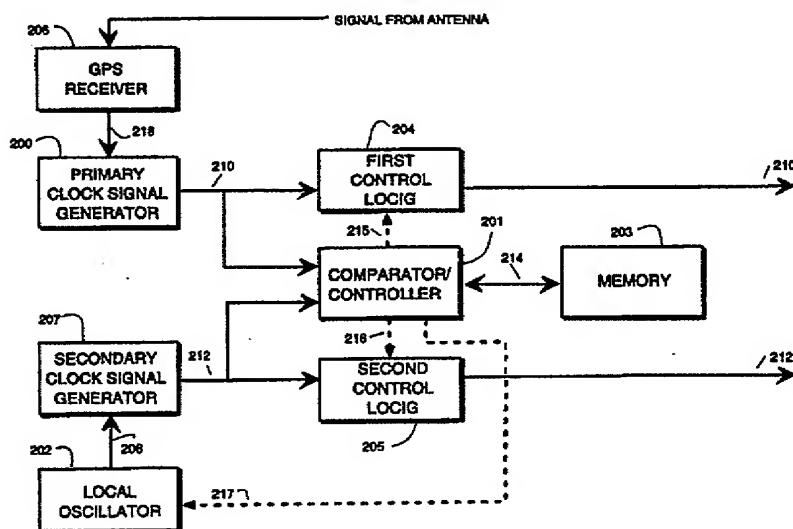 SIGNAL FROM ANTENNA
206
GPS
RECEIVER
218
200
PRIMARY
CLOCK SIGNAL
GENERATOR
210
204
FIRST
CONTROL
LOCIG
210
215
201
COMPARATOR/
CONTROLLER
214
203
MEMORY
207
SECONDARY
CLOCK SIGNAL
GENERATOR
212
216
SECOND
CONTROL
LOCIG
205
212
202
208
LOCAL
OSCILLATOR
217